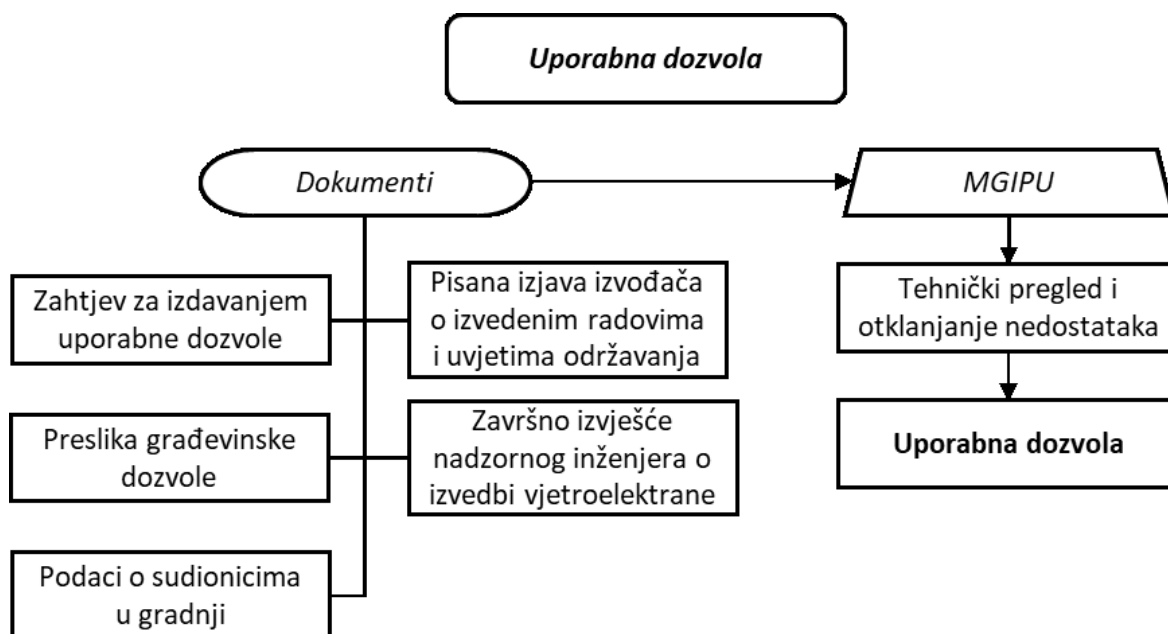 Uporabna dozvola
Dokumenti
MGIPU
Zahtjev za izdavanjem
uporabne dozvole
Pisana izjava izvođača
o izvedenim radovima
i uvjetima održavanja
Tehnički pregled i
otklanjanje nedostataka
Preslika građevinske
dozvole
Završno izvješće
nadzornog inženjera o
izvedbi vjetroelektrane
Uporabna dozvola
Podaci o sudionicima
u gradnji